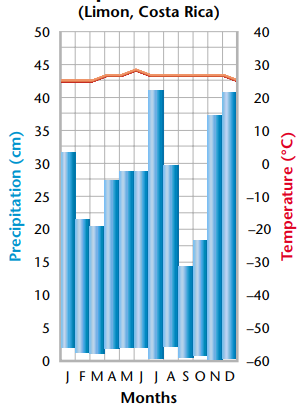 (Limon, Costa Rica)
50 40
45 30
40 20
35 10
30 0
25 –10
20 –20
15 –30
10 –40
5 –50
0 –60
Precipitation (cm)
Temperature (°C)
J F M A M J J A S O N D
Months